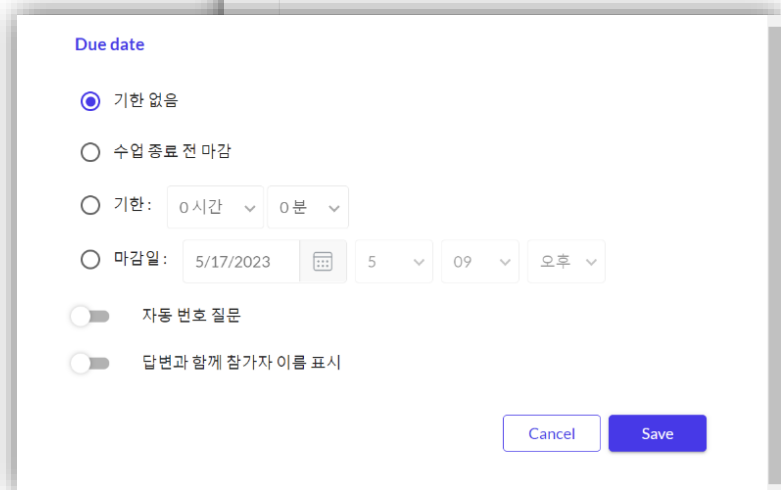 Due date
기한 없음
수업 종료 전 마감
기한: 0 시간 0 분
마감일: 5/17/2023 5 09 오후
자동 번호 질문
답변과 함께 참가자 이름 표시
Cancel Save